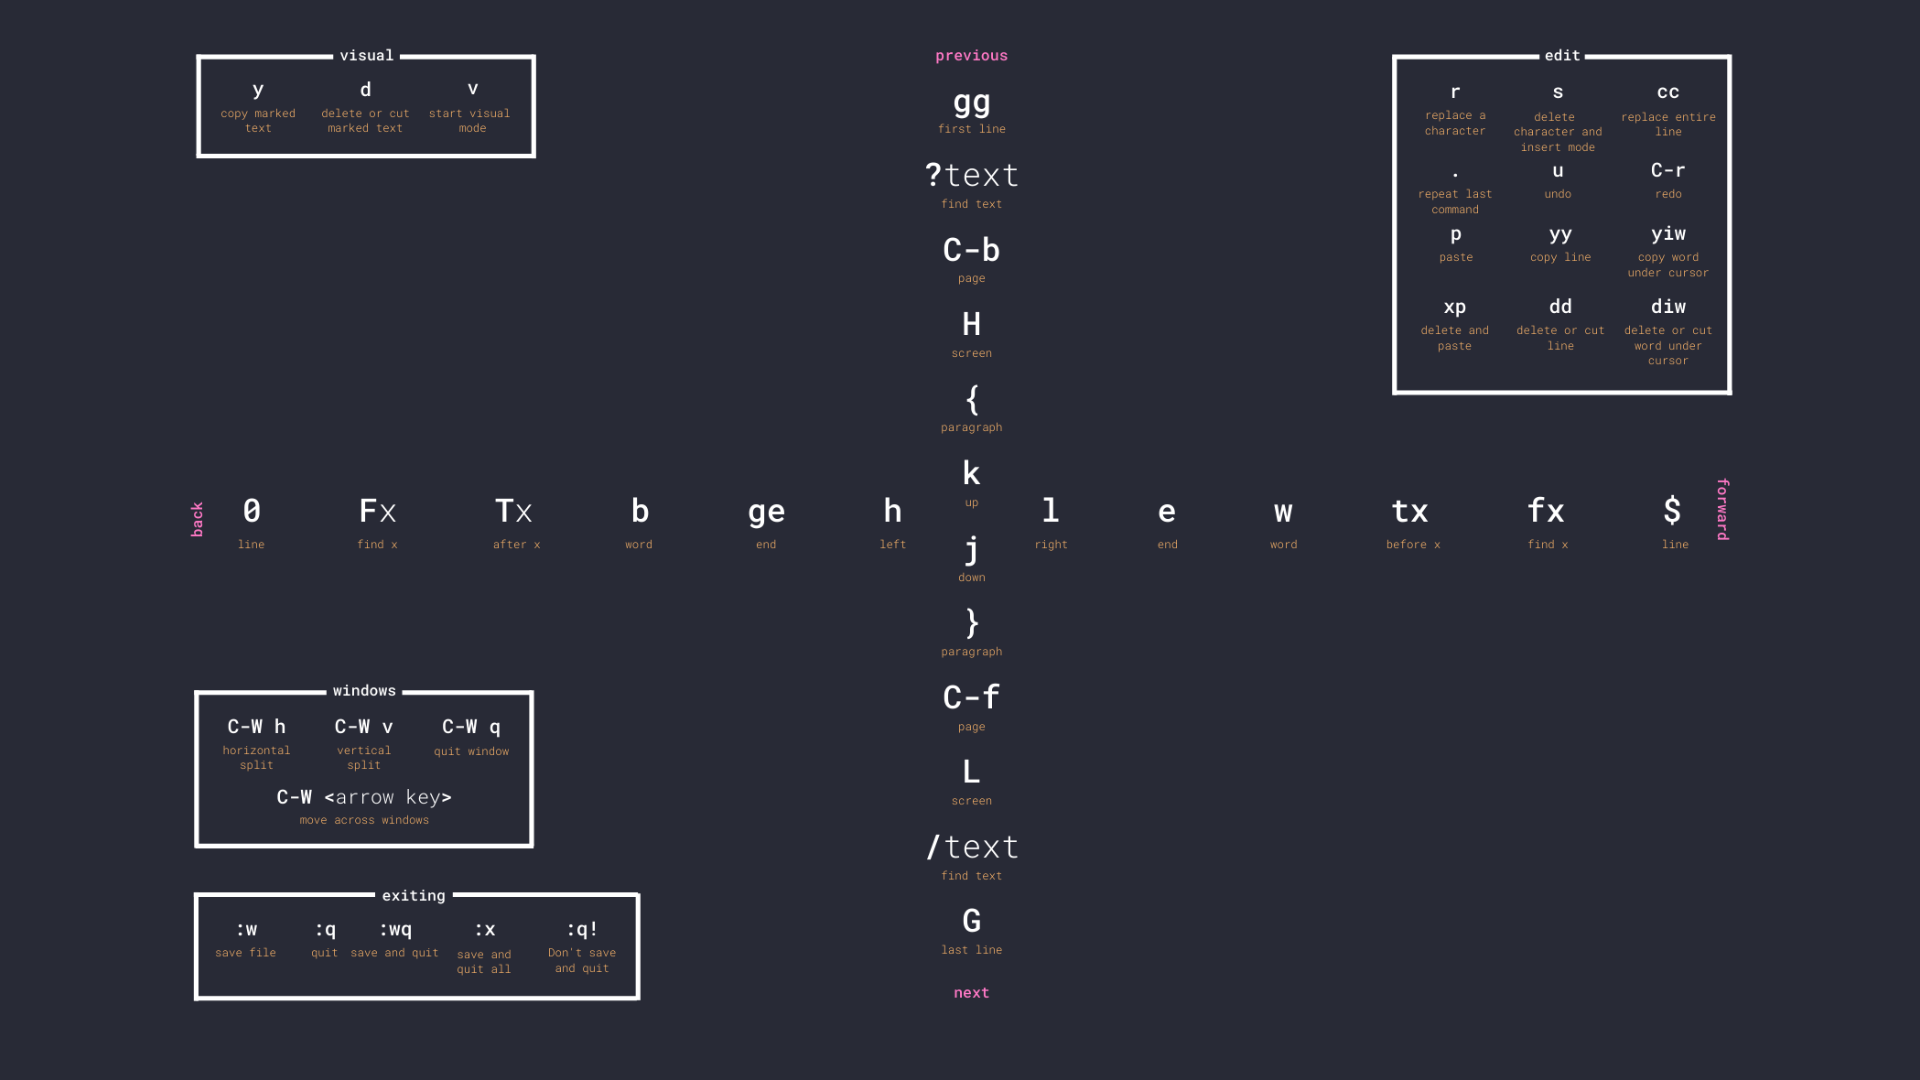 visual
y d v
copy marked delete or cut start visual
text marked text mode
previous
gg
first line
?text
find text
C-b
page
H
screen
{
paragraph
k
up
j
down
}
paragraph
C-f
page
L
screen
/text
find text
G
last line
next
edit
r s cc
replace a delete replace entire
character character and line
insert mode
. u C-r
repeat last undo redo
command
p yy yiw
paste copy line copy word
under cursor
xp dd diw
delete and delete or cut delete or cut
paste line word under
cursor
back
0 Fx Tx b ge h l e w tx fx $
line find x after x word end left right end word before x find x line
forward
windows
C-W h C-W v C-W q
horizontal vertical quit window
split split
C-W <arrow key>
move across windows
exiting
:w :q :wq :x :q!
save file quit save and quit save and Don't save
quit all and quit